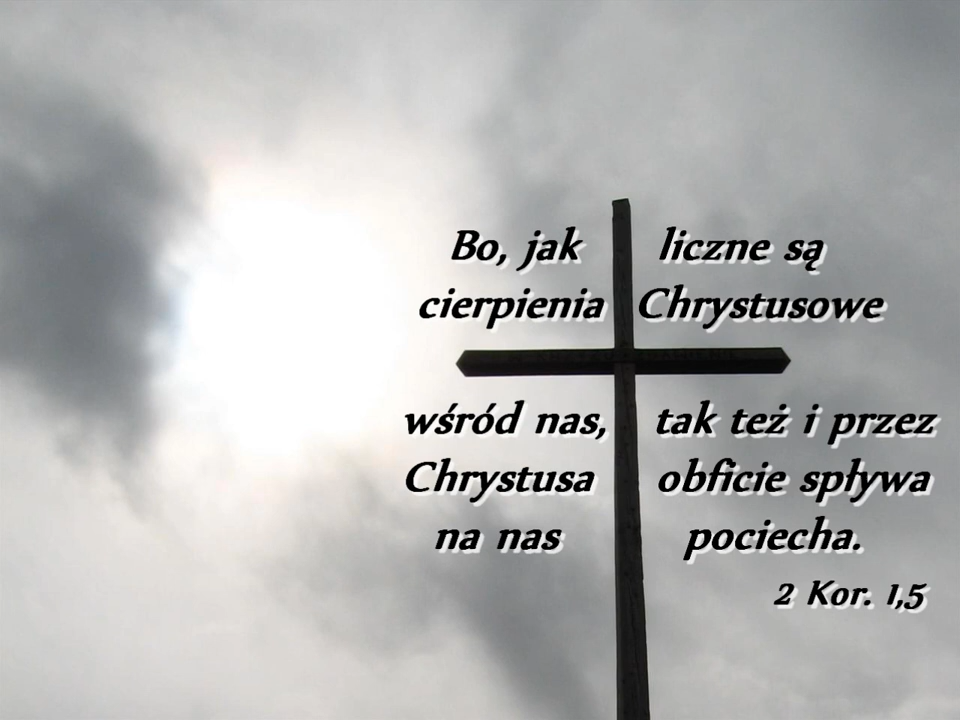 Bo, jak liczne są
cierpienia Chrystusowe
wśród nas, tak też i przez
Chrystusa obficie spływa
na nas pociecha.
2 Kor. 1,5